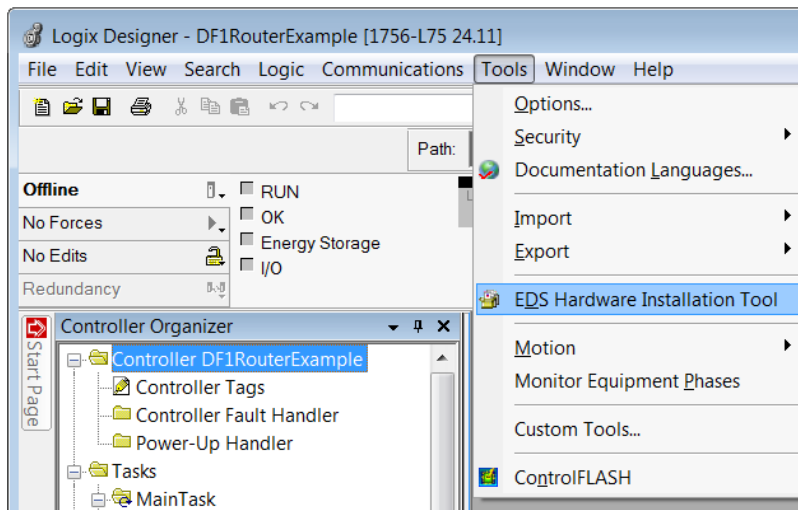 Logix Designer - DF1RouterExample [1756-L75 24.11]
File Edit View Search Logic Communications Tools Window Help
Path:
Offline
No Forces
No Edits
Redundancy
RUN
OK
Energy Storage
I/O
Start Page
Controller Organizer
Controller DF1RouterExample
Controller Tags
Controller Fault Handler
Power-Up Handler
Tasks
MainTask
Options...
Security
Documentation Languages...
Import
Export
EDS Hardware Installation Tool
Motion
Monitor Equipment Phases
Custom Tools...
ControlFLASH